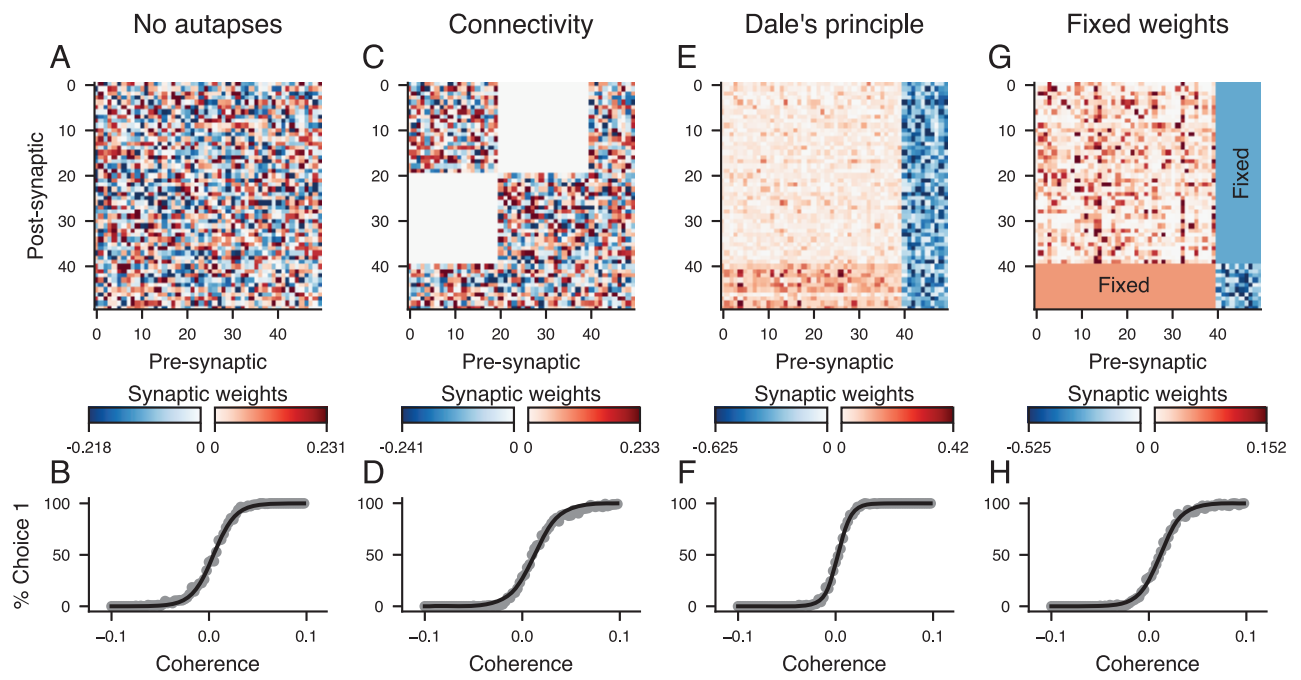 No autapses
Connectivity
Dale's principle
Fixed weights
A
C
E
G
Post-synaptic
0
10
20
30
40
0
10
20
30
40
0
10
20
30
40
0
10
20
30
40
Fixed
Fixed
0 10 20 30 40
0 10 20 30 40
0 10 20 30 40
0 10 20 30 40
Pre-synaptic
Pre-synaptic
Pre-synaptic
Pre-synaptic
Synaptic weights
Synaptic weights
Synaptic weights
Synaptic weights
-0.218 0 0 0.231
-0.241 0 0 0.233
-0.625 0 0 0.42
-0.525 0 0 0.152
B
D
F
H
% Choice 1
100
50
0
100
50
0
100
50
0
100
50
0
−0.1 0.0 0.1
−0.1 0.0 0.1
−0.1 0.0 0.1
−0.1 0.0 0.1
Coherence
Coherence
Coherence
Coherence